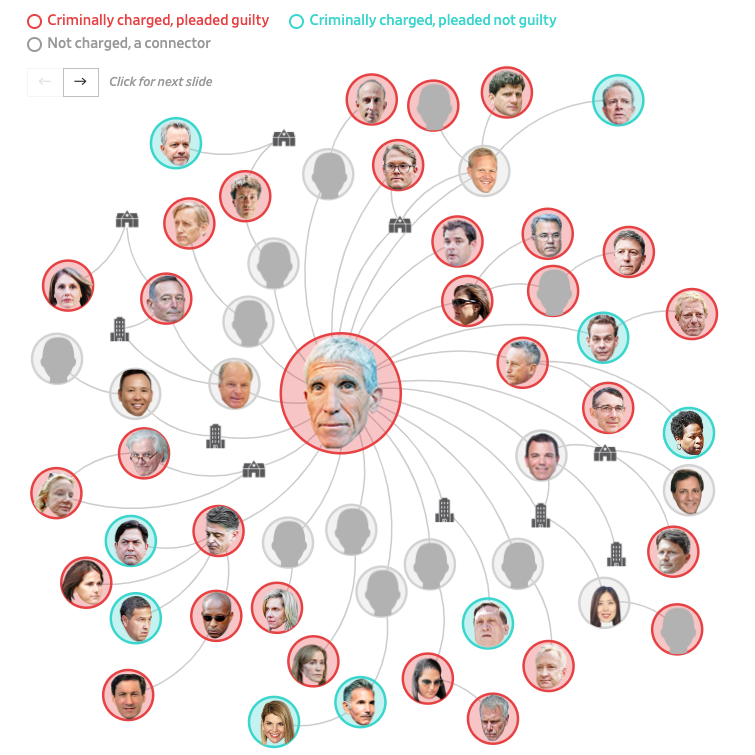 Criminally charged, pleaded guilty Criminally charged, pleaded not guilty
Not charged, a connector
← → Click for next slide